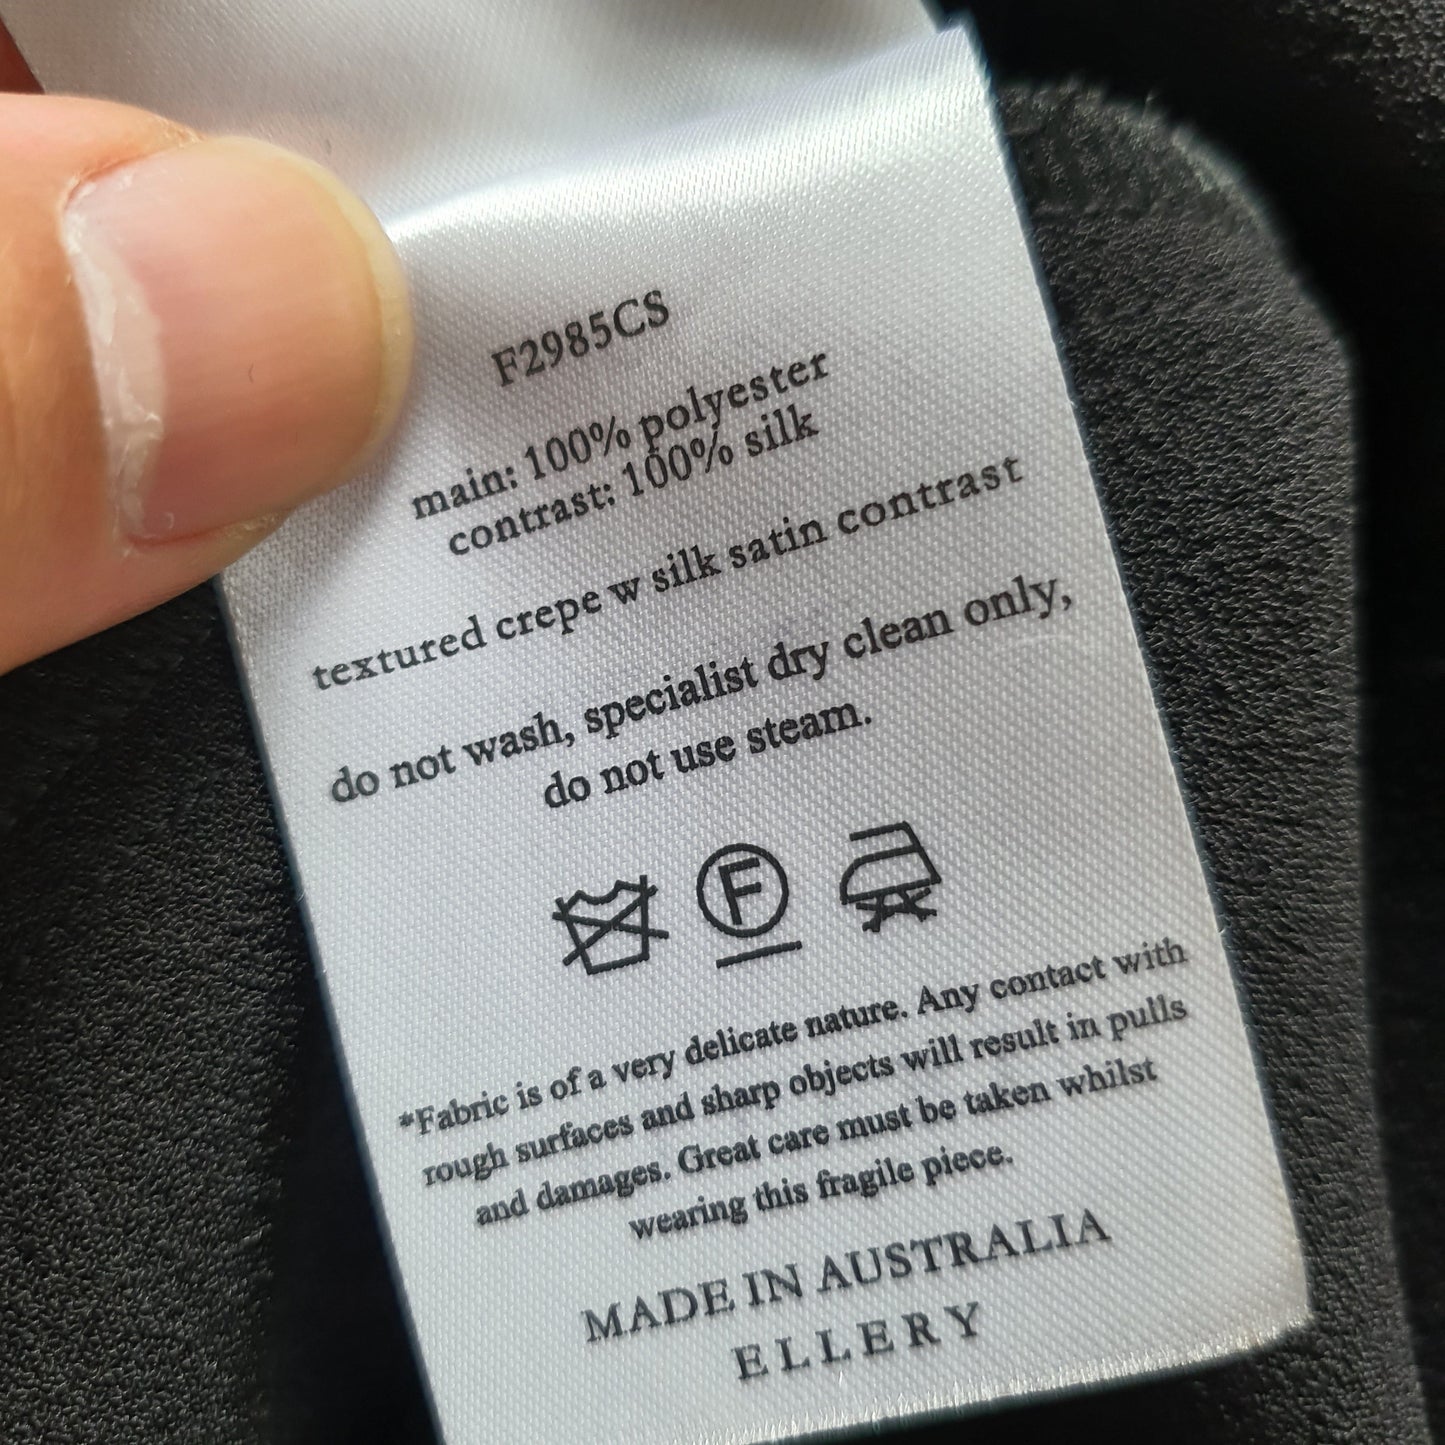 F2985CS
main: 100% polyester
contrast: 100% silk
textured crepe w silk satin contrast
do not wash, specialist dry clean only,
do not use steam.
F
*Fabric is of a very delicate nature. Any contact with
rough surfaces and sharp objects will result in pulls
and damages. Great care must be taken whilst
wearing this fragile piece.
MADE IN AUSTRALIA
ELLERY